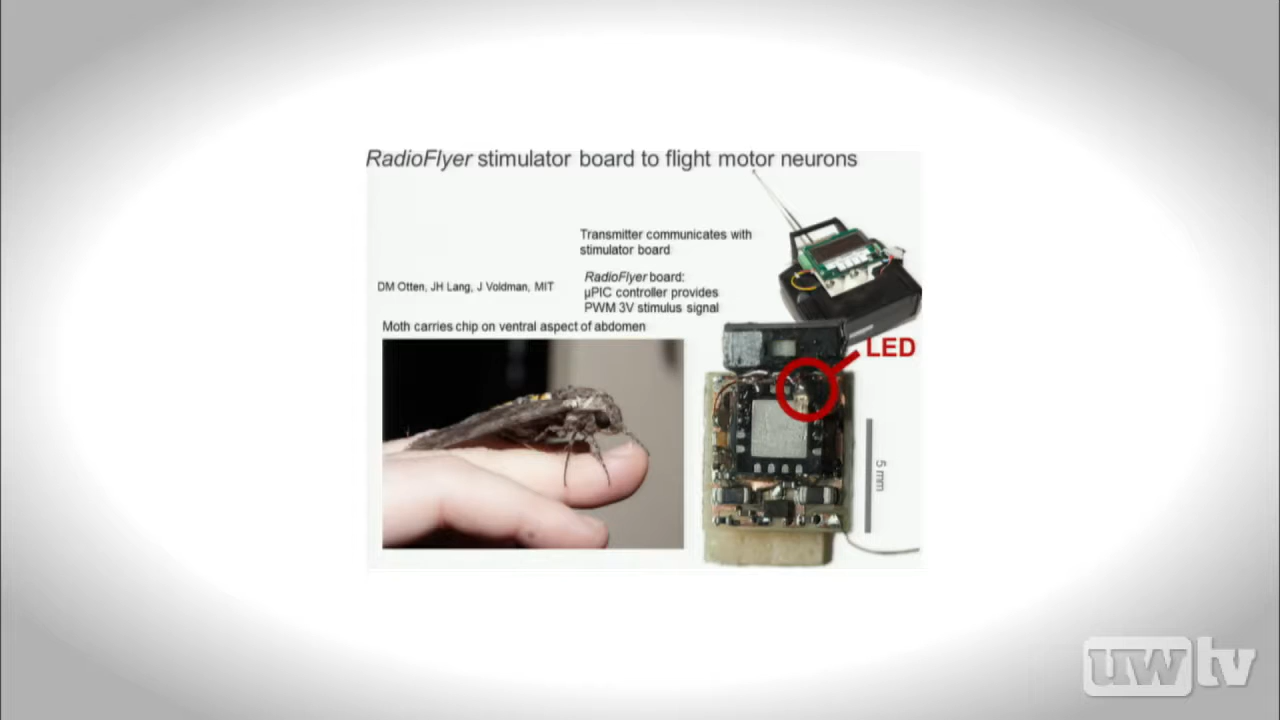 RadioFlyer stimulator board to flight motor neurons
Transmitter communicates with
stimulator board
DM Otten, JH Lang, J Voldman, MIT
RadioFlyer board:
µPIC controller provides
PWM 3V stimulus signal
Moth carries chip on ventral aspect of abdomen
LED
5 mm
uwtv